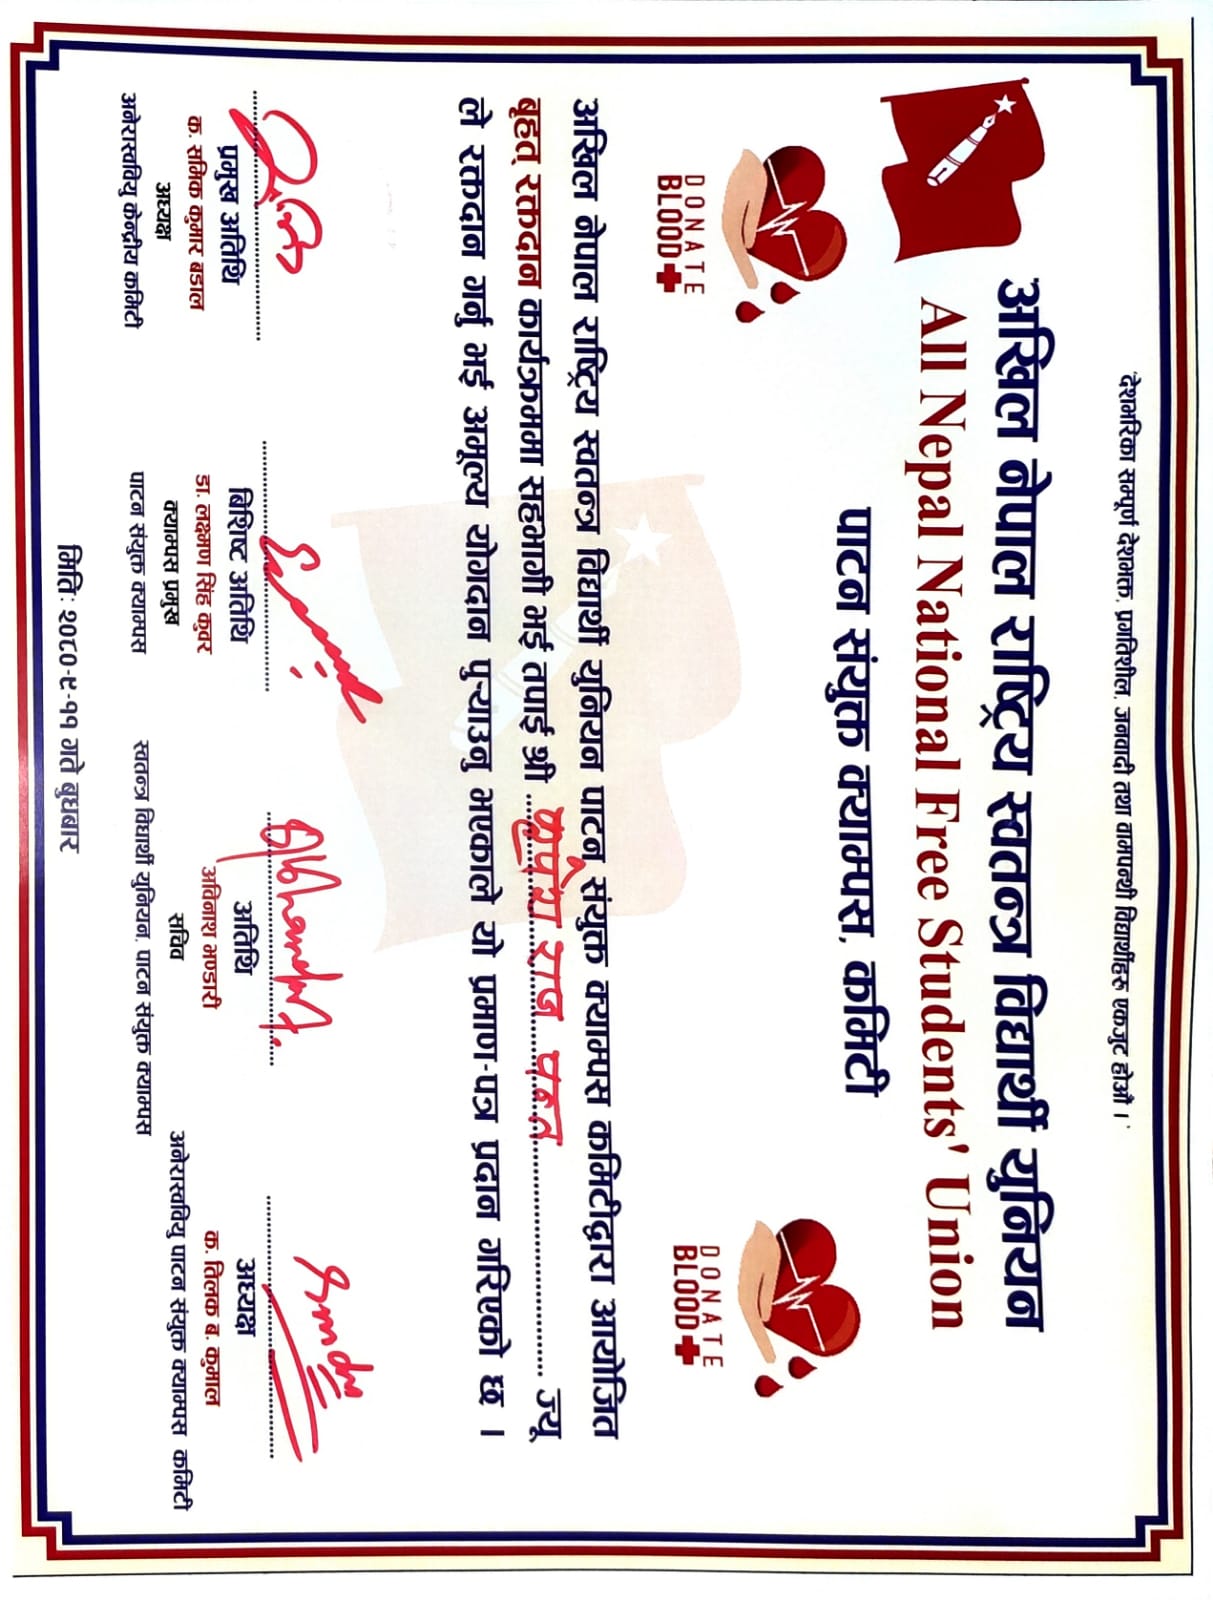 "देशभरिका सम्पूर्ण देशभक्त, प्रगतिशील, जनवादी तथा वामपन्थी विद्यार्थीहरू एकजुट होऔं ।"
अखिल नेपाल राष्ट्रिय स्वतन्त्र विद्यार्थी युनियन
All Nepal National Free Students' Union
पाटन संयुक्त क्याम्पस, कमिटी
DONATE
BLOOD
DONATE
BLOOD
अखिल नेपाल राष्ट्रिय स्वतन्त्र विद्यार्थी युनियन पाटन संयुक्त क्याम्पस कमिटीद्वारा आयोजित
बृहत् रक्तदान कार्यक्रममा सहभागी भई तपाई श्री राज पन्त ज्यू
ले रक्तदान गर्नु भई अमूल्य योगदान पुऱ्याउनु भएकाले यो प्रमाण-पत्र प्रदान गरिएको छ ।
प्रमुख अतिथि
क. समिक कुमार बडाल
अध्यक्ष
अनेरास्ववियु केन्द्रीय कमिटी
बिशिष्ट अतिथि
डा. लक्ष्मण सिंह कुवर
क्याम्पस प्रमुख
पाटन संयुक्त क्याम्पस
अतिथि
अविनाश भण्डारी
सचिव
स्वतन्त्र विद्यार्थी युनियन, पाटन संयुक्त क्याम्पस
अध्यक्ष
क. तिलक ब. कुमाल
अनेरास्ववियु पाटन संयुक्त क्याम्पस कमिटी
मिति: २०८०-९-११ गते बुधबार